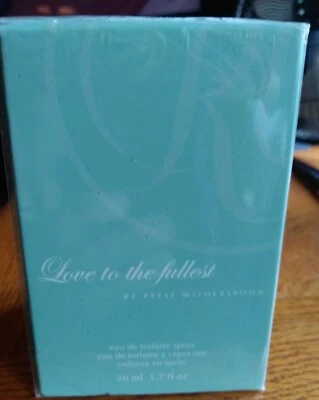 R
Love to the fullest
BY REESE WITHERSPOON
eau de toilette spray
eau de toilette à vaporiser
colonia en spray
50 ml 1.7 fl oz